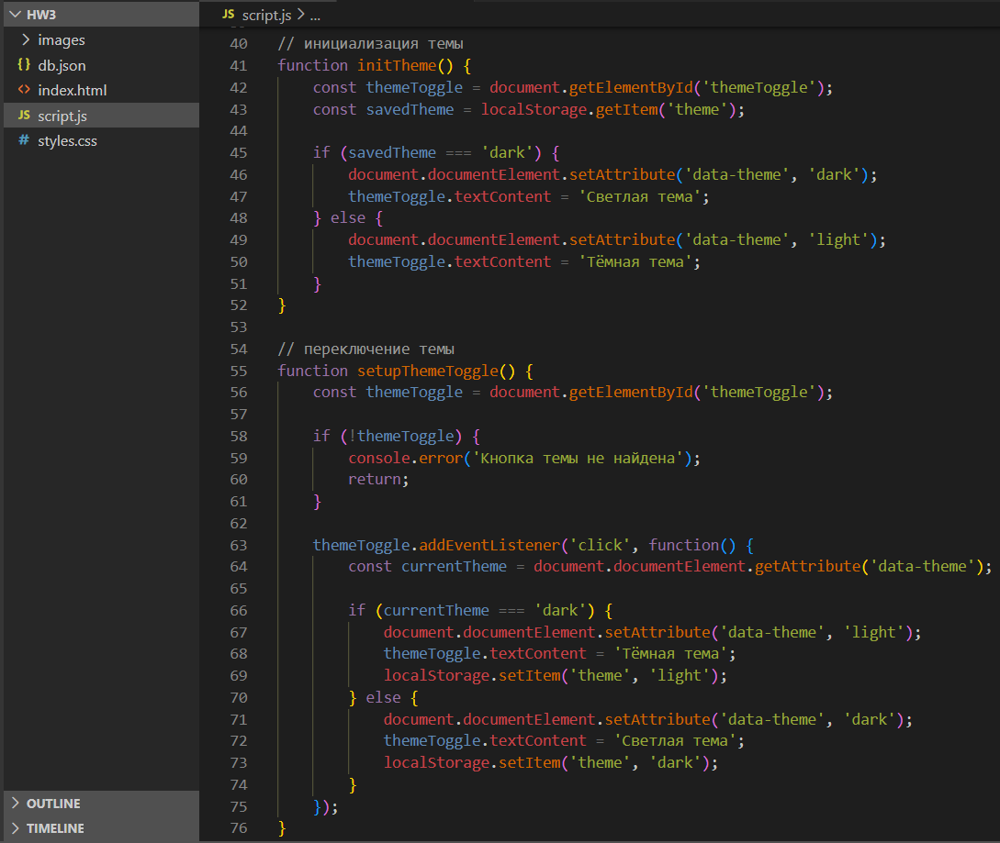 HW3
images
db.json
index.html
JS script.js
# styles.css
OUTLINE
TIMELINE
JS script.js > ...
40 // инициализация темы
41 function initTheme() {
42 const themeToggle = document.getElementById('themeToggle');
43 const savedTheme = localStorage.getItem('theme');
44
45 if (savedTheme === 'dark') {
46 document.documentElement.setAttribute('data-theme', 'dark');
47 themeToggle.textContent = 'Светлая тема';
48 } else {
49 document.documentElement.setAttribute('data-theme', 'light');
50 themeToggle.textContent = 'Тёмная тема';
51 }
52 }
53
54 // переключение темы
55 function setupThemeToggle() {
56 const themeToggle = document.getElementById('themeToggle');
57
58 if (!themeToggle) {
59 console.error('Кнопка темы не найдена');
60 return;
61 }
62
63 themeToggle.addEventListener('click', function() {
64 const currentTheme = document.documentElement.getAttribute('data-theme');
65
66 if (currentTheme === 'dark') {
67 document.documentElement.setAttribute('data-theme', 'light');
68 themeToggle.textContent = 'Тёмная тема';
69 localStorage.setItem('theme', 'light');
70 } else {
71 document.documentElement.setAttribute('data-theme', 'dark');
72 themeToggle.textContent = 'Светлая тема';
73 localStorage.setItem('theme', 'dark');
74 }
75 });
76 }